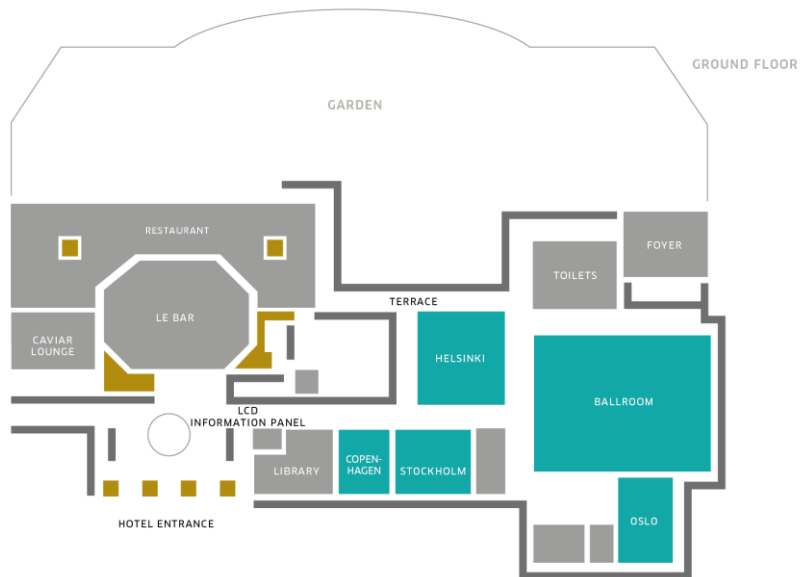 GROUND FLOOR
GARDEN
RESTAURANT
FOYER
TOILETS
TERRACE
LE BAR
CAVIAR
LOUNGE
HELSINKI
BALLROOM
LCD
INFORMATION PANEL
LIBRARY
COPEN-
HAGEN
STOCKHOLM
HOTEL ENTRANCE
OSLO